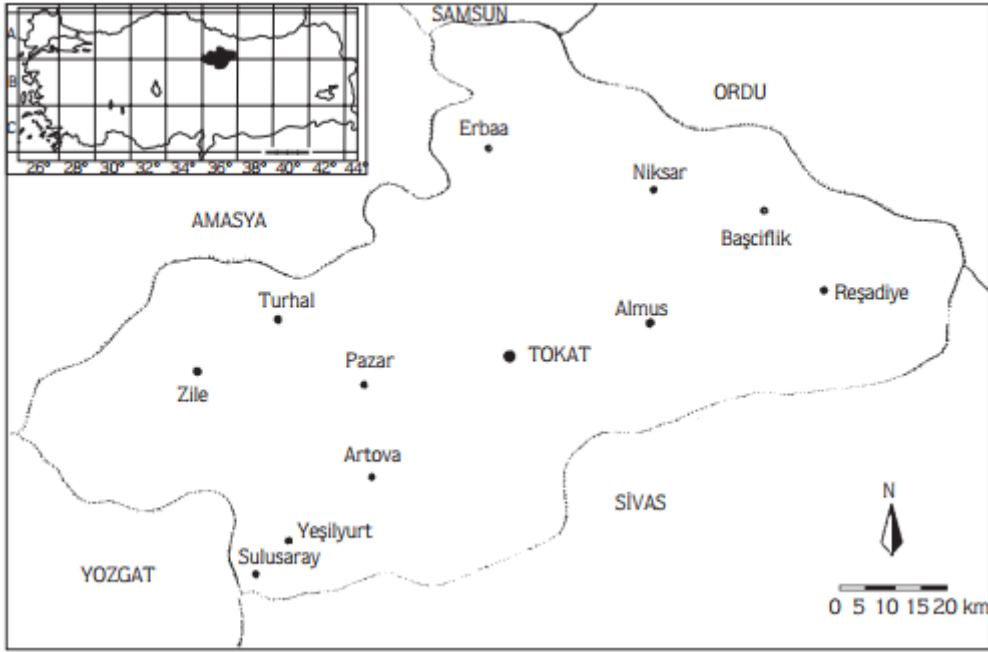 SAMSUN
A
B
C
26° 28° 30° 32° 34° 36° 38° 40° 42° 44°
ORDU
Erbaa
Niksar
AMASYA
Başciflik
Turhal
Reşadiye
Almus
TOKAT
Pazar
Zile
Artova
N
SİVAS
Yeşilyurt
Sulusaray
YOZGAT
0 5 10 15 20 km